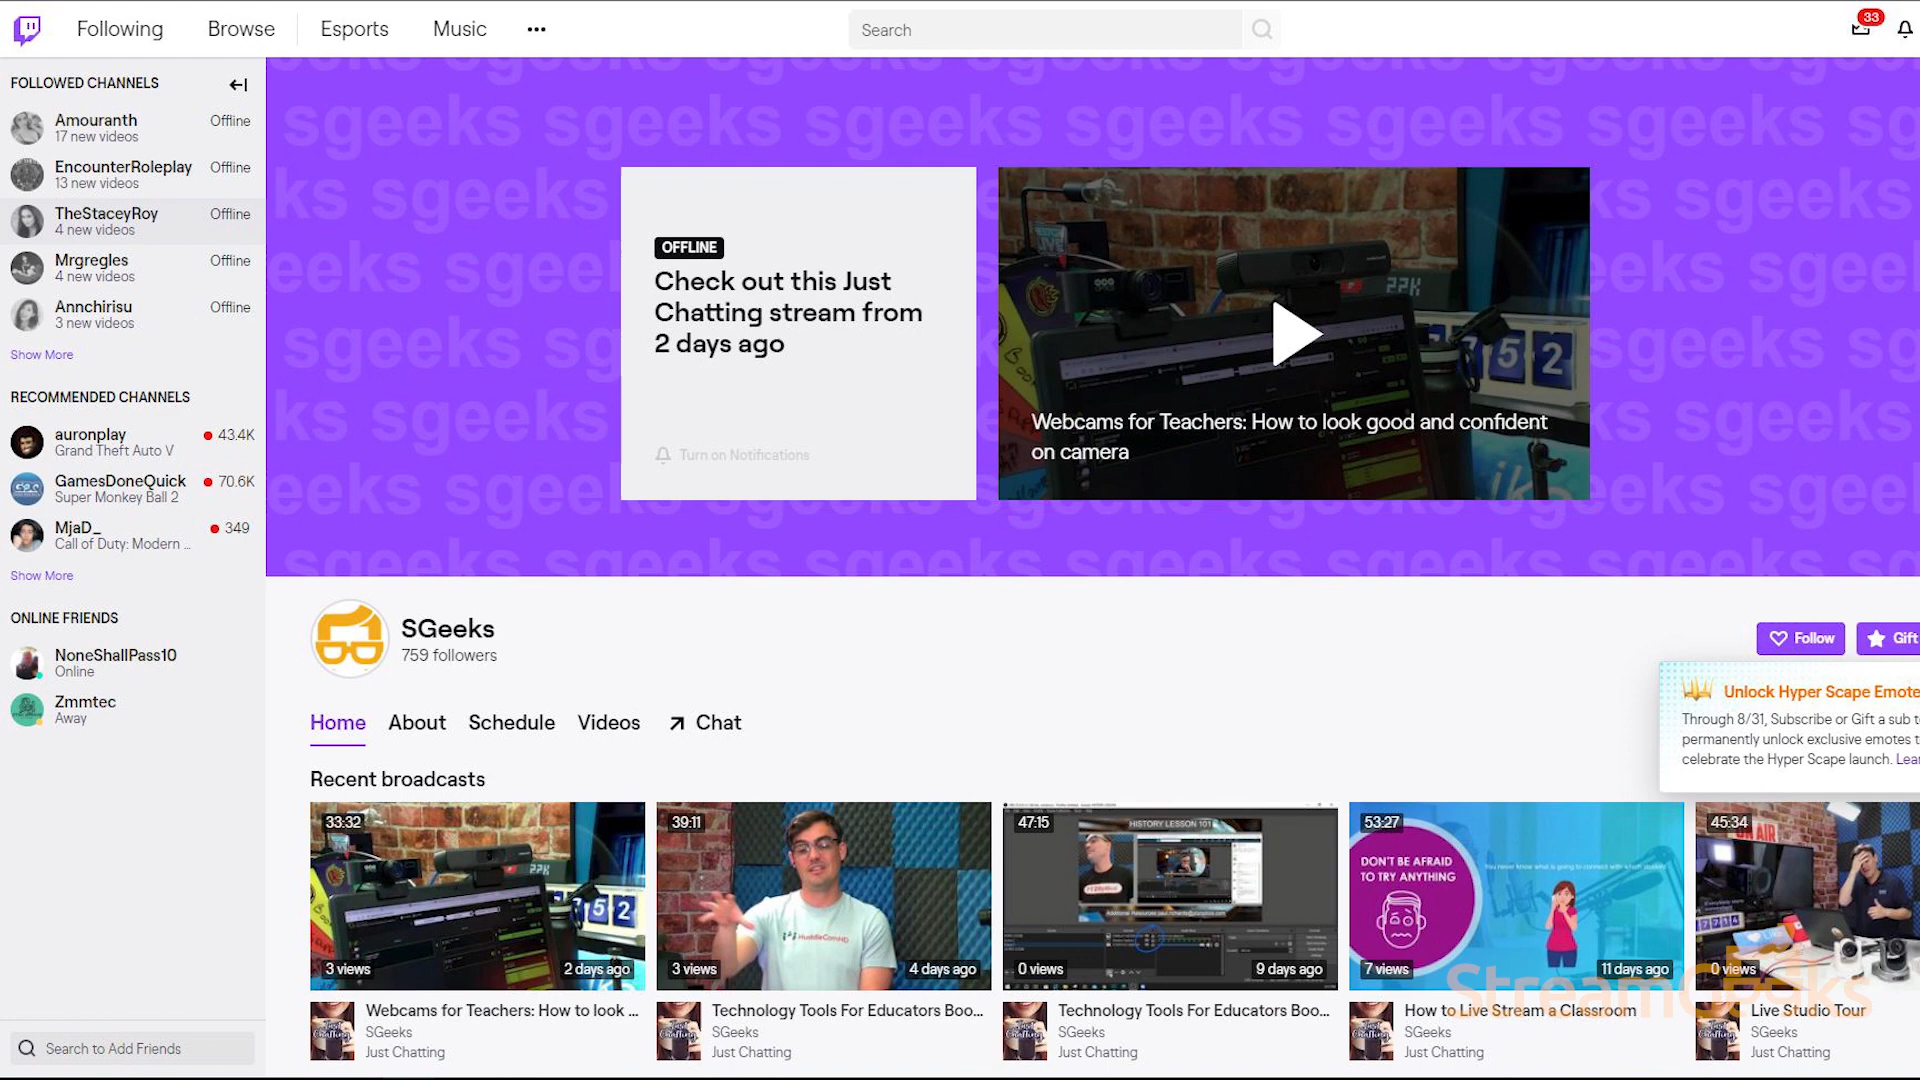 Following
Browse
Esports
Music
Search
33
FOLLOWED CHANNELS
Amouranth
Offline
17 new videos
EncounterRoleplay
Offline
13 new videos
TheStaceyRoy
Offline
4 new videos
Mrgregles
Offline
4 new videos
Annchirisu
Offline
3 new videos
Show More
RECOMMENDED CHANNELS
auronplay
43.4K
Grand Theft Auto V
GamesDoneQuick
70.6K
Super Monkey Ball 2
MjaD_
349
Call of Duty: Modern ...
Show More
ONLINE FRIENDS
NoneShallPass10
Online
Zmmtec
Away
Search to Add Friends
sgeeks sgeeks sgeeks sgeeks sgeeks sgeeks
OFFLINE
Check out this Just
Chatting stream from
2 days ago
Turn on Notifications
Webcams for Teachers: How to look good and confident
on camera
SGeeks
759 followers
Follow
Gift
Unlock Hyper Scape Emote
Through 8/31, Subscribe or Gift a sub
permanently unlock exclusive emotes
celebrate the Hyper Scape launch.
Home
About
Schedule
Videos
Chat
Recent broadcasts
33:32
3 views
2 days ago
Webcams for Teachers: How to look ...
SGeeks
Just Chatting
39:11
HuddleCamHD
3 views
4 days ago
Technology Tools For Educators Boo...
SGeeks
Just Chatting
47:15
HISTORY LESSON 101
0 views
9 days ago
Technology Tools For Educators Boo...
SGeeks
Just Chatting
53:27
DON'T BE AFRAID
TO TRY ANYTHING
7 views
11 days ago
How to Live Stream a Classroom
SGeeks
Just Chatting
45:34
ON AIR
0 views
Live Studio Tour
SGeeks
Just Chatting
StreamGeeks